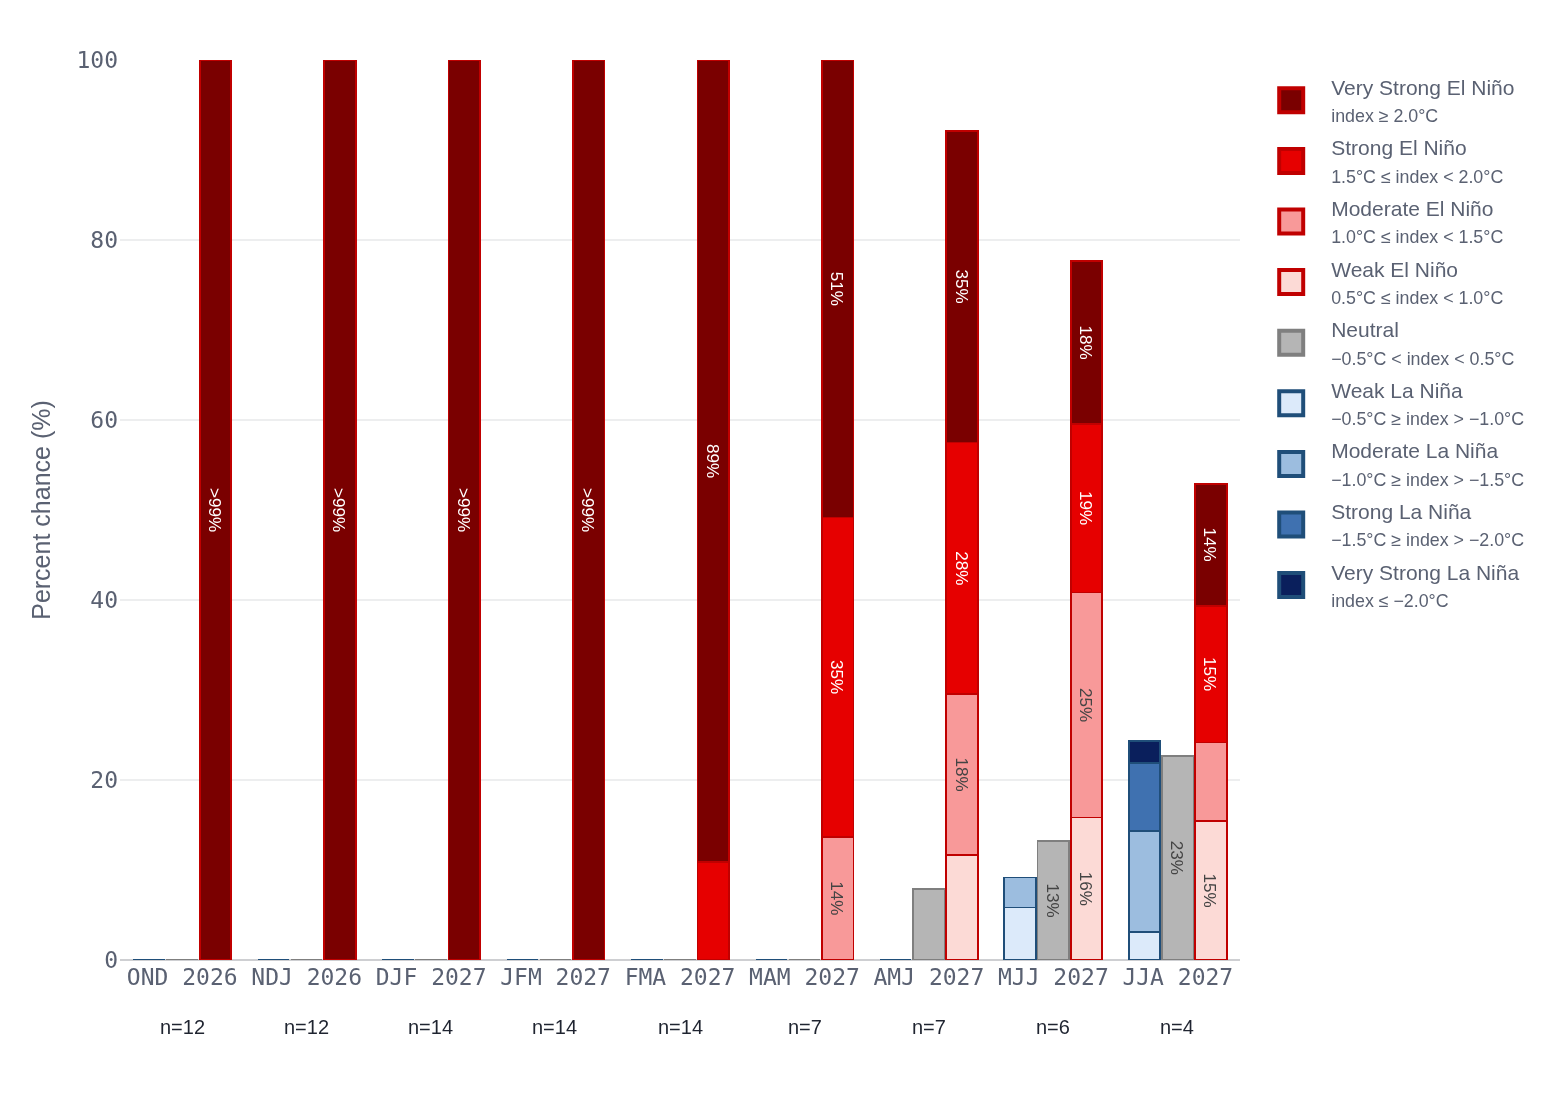 100
80
60
40
20
0
Percent chance (%)
>99%
>99%
>99%
>99%
89%
51%
35%
14%
35%
28%
18%
18%
19%
25%
16%
13%
14%
15%
15%
23%
OND 2026 NDJ 2026 DJF 2027 JFM 2027 FMA 2027 MAM 2027 AMJ 2027 MJJ 2027 JJA 2027
n=12 n=12 n=14 n=14 n=14 n=7 n=7 n=6 n=4
Very Strong El Niño
index ≥ 2.0°C
Strong El Niño
1.5°C ≤ index < 2.0°C
Moderate El Niño
1.0°C ≤ index < 1.5°C
Weak El Niño
0.5°C ≤ index < 1.0°C
Neutral
−0.5°C < index < 0.5°C
Weak La Niña
−0.5°C ≥ index > −1.0°C
Moderate La Niña
−1.0°C ≥ index > −1.5°C
Strong La Niña
−1.5°C ≥ index > −2.0°C
Very Strong La Niña
index ≤ −2.0°C